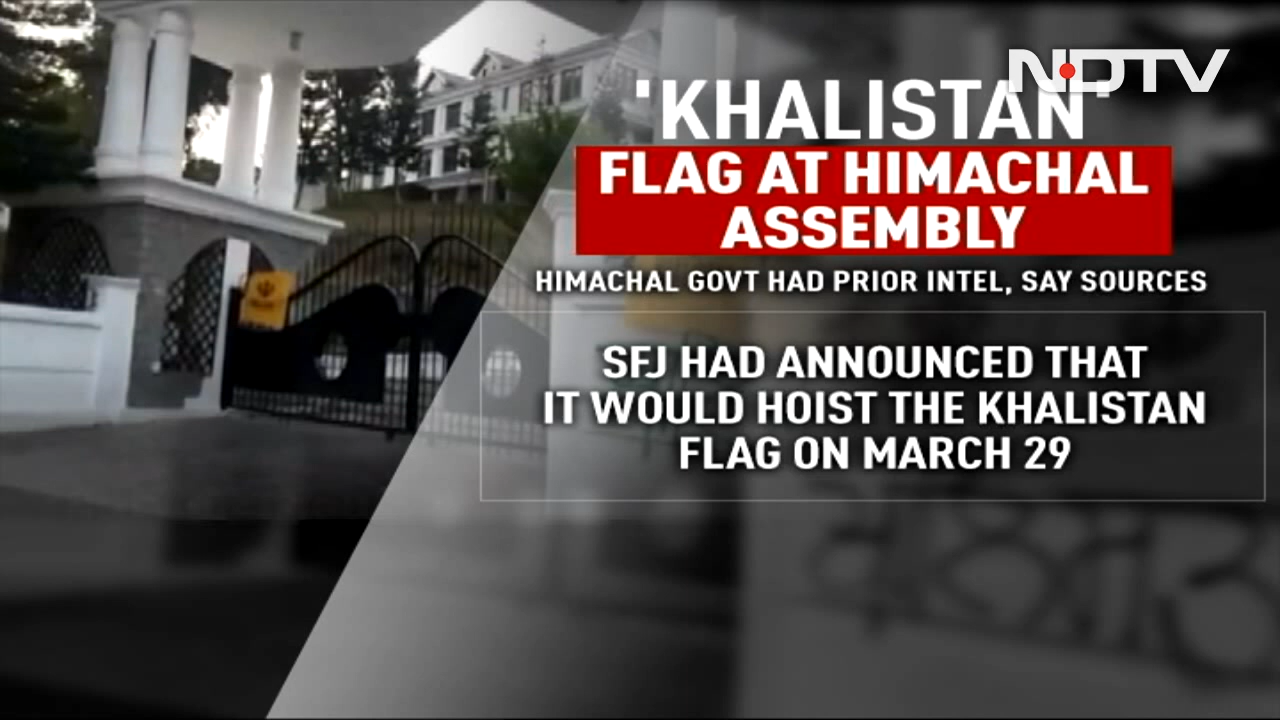 NDTV
'KHALISTAN'
FLAG AT HIMACHAL
ASSEMBLY
HIMACHAL GOVT HAD PRIOR INTEL, SAY SOURCES
SFJ HAD ANNOUNCED THAT
IT WOULD HOIST THE KHALISTAN
FLAG ON MARCH 29